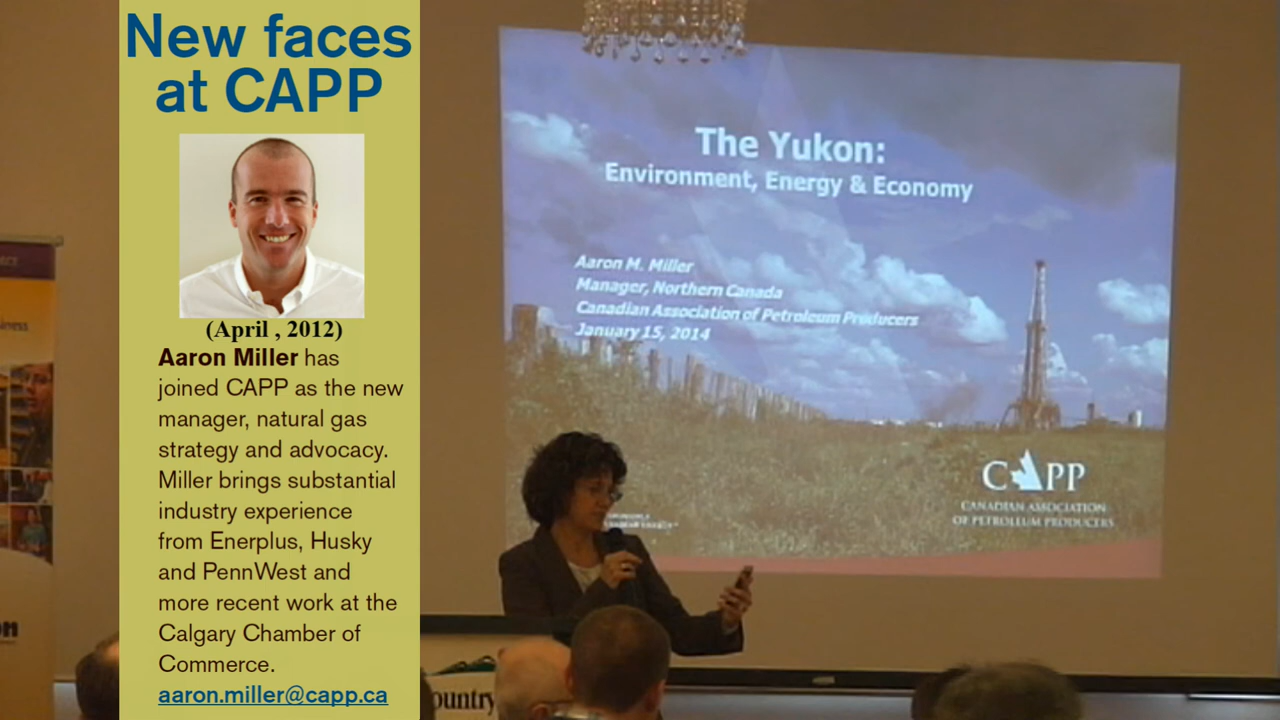 New faces
at CAPP
(April , 2012)
Aaron Miller has
joined CAPP as the new
manager, natural gas
strategy and advocacy.
Miller brings substantial
industry experience
from Enerplus, Husky
and PennWest and
more recent work at the
Calgary Chamber of
Commerce.
aaron.miller@capp.ca
The Yukon:
Environment, Energy & Economy
Aaron M. Miller
Manager, Northern Canada
Canadian Association of Petroleum Producers
January 15, 2014
CAPP
CANADIAN ASSOCIATION
OF PETROLEUM PRODUCERS
ountry